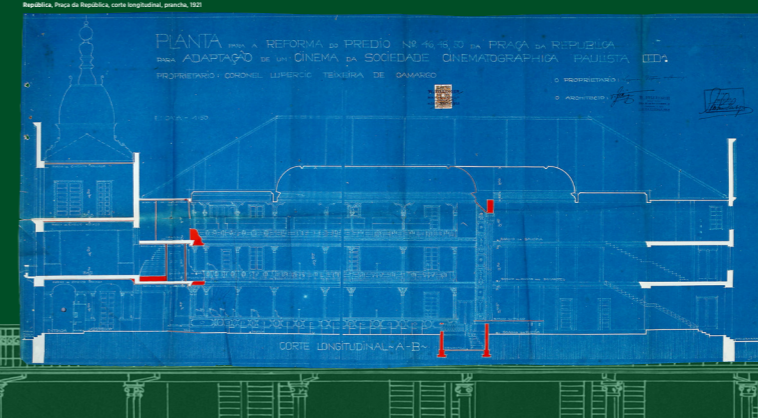 República, Praça da República, corte longitudinal, prancha, 1921
PLANTA PARA A REFORMA DO PREDIO Nº 46, 48, 50 DA PRAÇA DA REPUBLICA
PARA ADAPTAÇÃO DE UM CINEMA DA SOCIEDADE CINEMATOGRAPHICA PAULISTA LTDA
PROPRIETARIO: CORONEL LUPERCIO TEIXEIRA DE CAMARGO
O PROPRIETARIO:
O ARCHITECTO:
CORTE LONGITUDINAL-A-B-